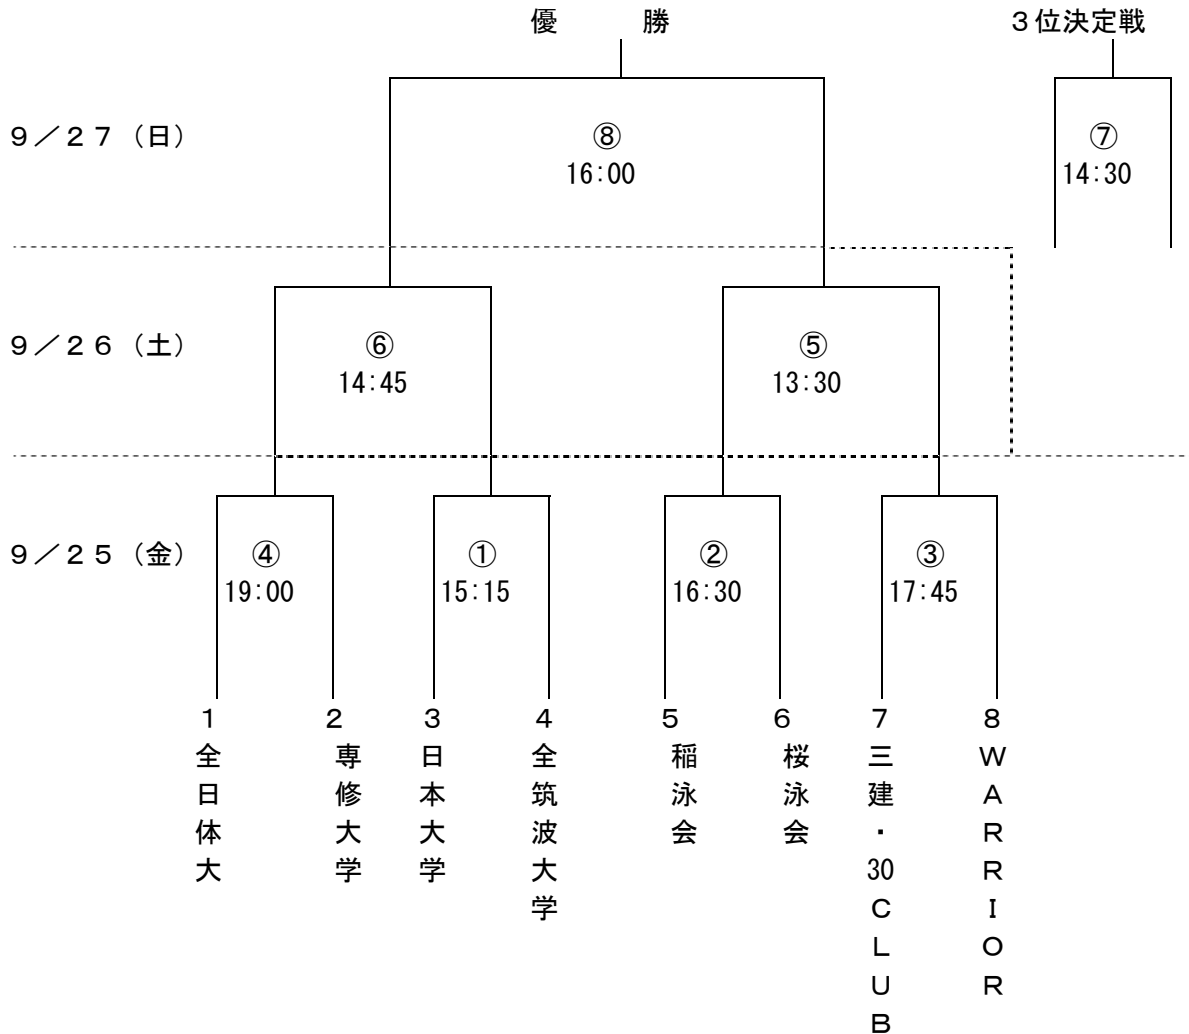 優　　勝
３位決定戦
９／２７（日）
⑧
16:00
⑦
14:30
９／２６（土）
⑥
14:45
⑤
13:30
９／２５（金）
④
19:00
①
15:15
②
16:30
③
17:45
１
全日体大
２
専修大学
３
日本大学
４
全筑波大学
５
稲泳会
６
桜泳会
７
三建・30ＣＬＵＢ
８
ＷＡＲＲＩＯＲ